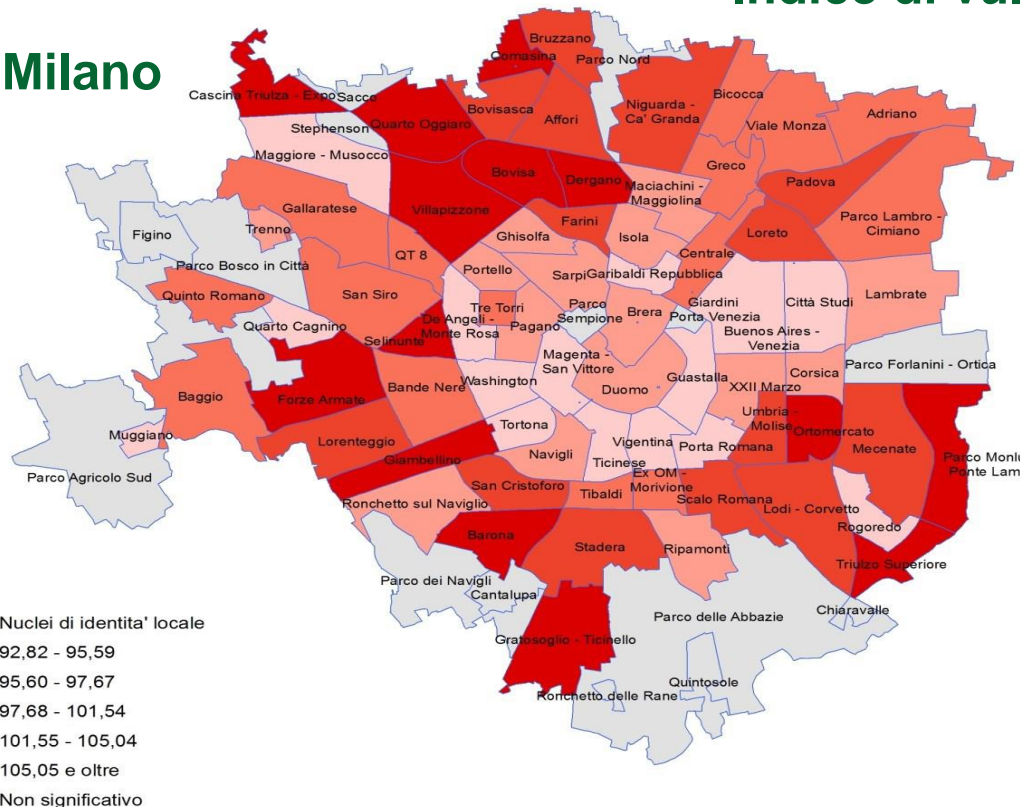 Milano
Bruzzano
Comasina
Parco Nord
Cascina Triulza - Expo
Sacco
Quarto Oggiaro
Bovisasca
Affori
Niguarda -
Ca' Granda
Bicocca
Viale Monza
Adriano
Stephenson
Maggiore - Musocco
Bovisa
Dergano
Maciachini -
Maggiolina
Greco
Padova
Gallaratese
Villapizzone
Farini
Parco Lambro -
Cimiano
Trenno
Figino
Ghisolfa
Isola
Loreto
QT 8
Centrale
Parco Bosco in Città
Portello
Sarpi
Garibaldi Repubblica
Quinto Romano
San Siro
Tre Torri
Parco
Sempione
Brera
Giardini
Porta Venezia
Città Studi
Lambrate
Quarto Cagnino
De Angeli -
Monte Rosa
Pagano
Buenos Aires -
Venezia
Selinunte
Magenta -
San Vittore
Parco Forlanini - Ortica
Baggio
Forze Armate
Bande Nere
Washington
Duomo
Guastalla
XXII Marzo
Corsica
Muggiano
Lorenteggio
Tortona
Umbria -
Molise
Ortomercato
Mecenate
Giambellino
Navigli
Vigentina
Ticinese
Porta Romana
Parco Monlu
Ponte Lam
Parco Agricolo Sud
San Cristoforo
Tibaldi
Ex OM -
Morivione
Scalo Romana
Lodi - Corvetto
Ronchetto sul Naviglio
Rogoredo
Barona
Stadera
Ripamonti
Triulzo Superiore
Parco dei Navigli
Cantalupa
Parco delle Abbazie
Chiaravalle
Gratosoglio - Ticinello
Quintosole
Ronchetto delle Rane
Nuclei di identita' locale
92,82 - 95,59
95,60 - 97,67
97,68 - 101,54
101,55 - 105,04
105,05 e oltre
Non significativo